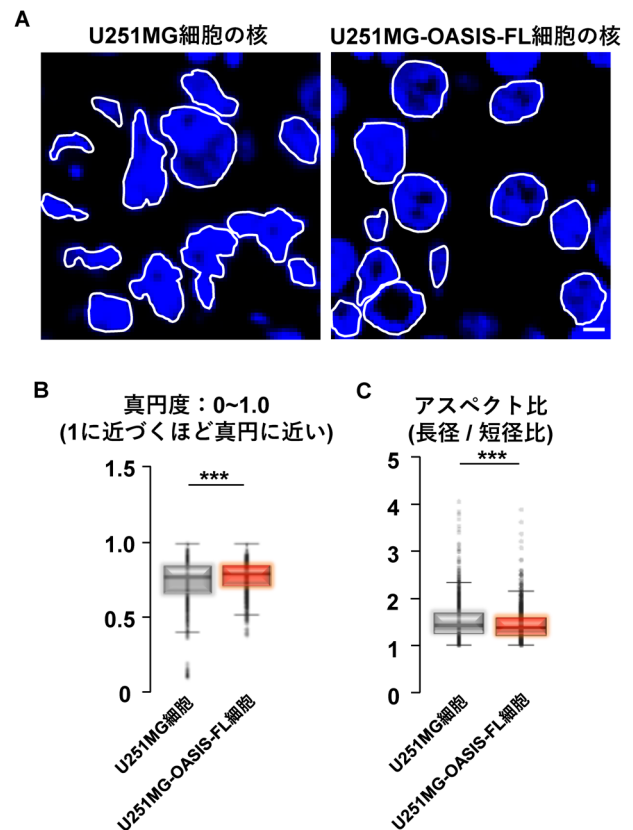 A
U251MG細胞の核
U251MG-OASIS-FL細胞の核
B
真円度：0~1.0
(1に近づくほど真円に近い)
1.5
1.0
0.5
0
***
U251MG細胞
U251MG-OASIS-FL細胞
C
アスペクト比
(長径 / 短径比)
5
4
3
2
1
0
***
U251MG細胞
U251MG-OASIS-FL細胞